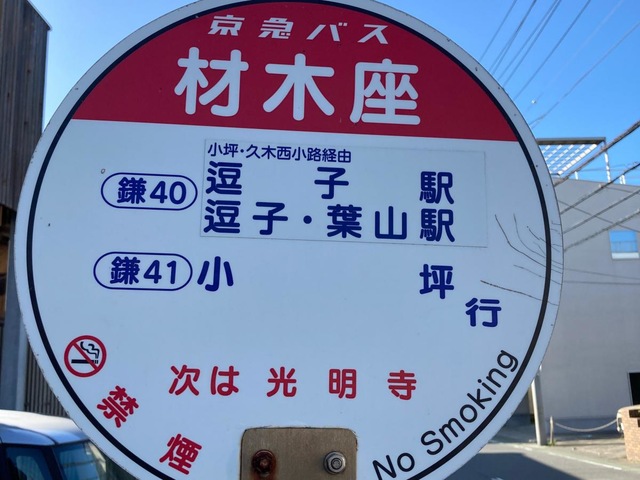 京急バス
材木座
小坪・久木西小路経由
鎌40 逗子駅
逗子・葉山駅
鎌41 小坪
行
次は光明寺
禁煙
No Smoking